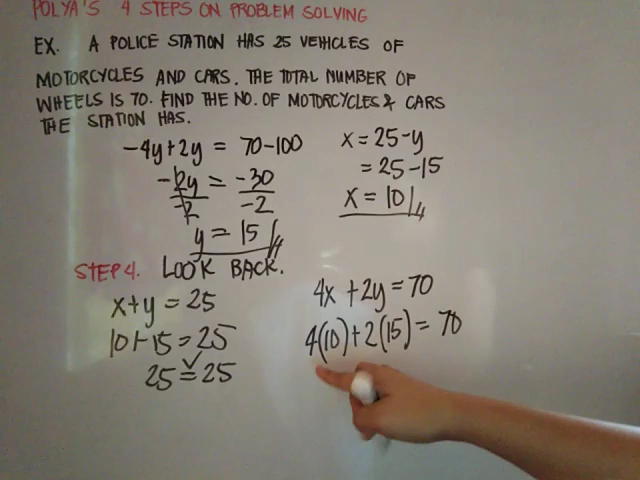 POLYA'S 4 STEPS ON PROBLEM SOLVING
EX. A POLICE STATION HAS 25 VEHICLES OF
MOTORCYCLES AND CARS. THE TOTAL NUMBER OF
WHEELS IS 70. FIND THE NO. OF MOTORCYCLES & CARS
THE STATION HAS.
-4y+2y = 70-100
-2y = -30
-2 -2
y = 15
x = 25-y
= 25-15
x = 10
STEP 4. LOOK BACK.
x+y = 25
10+15 = 25
25 = 25
4x + 2y = 70
4(10)+2(15) = 70